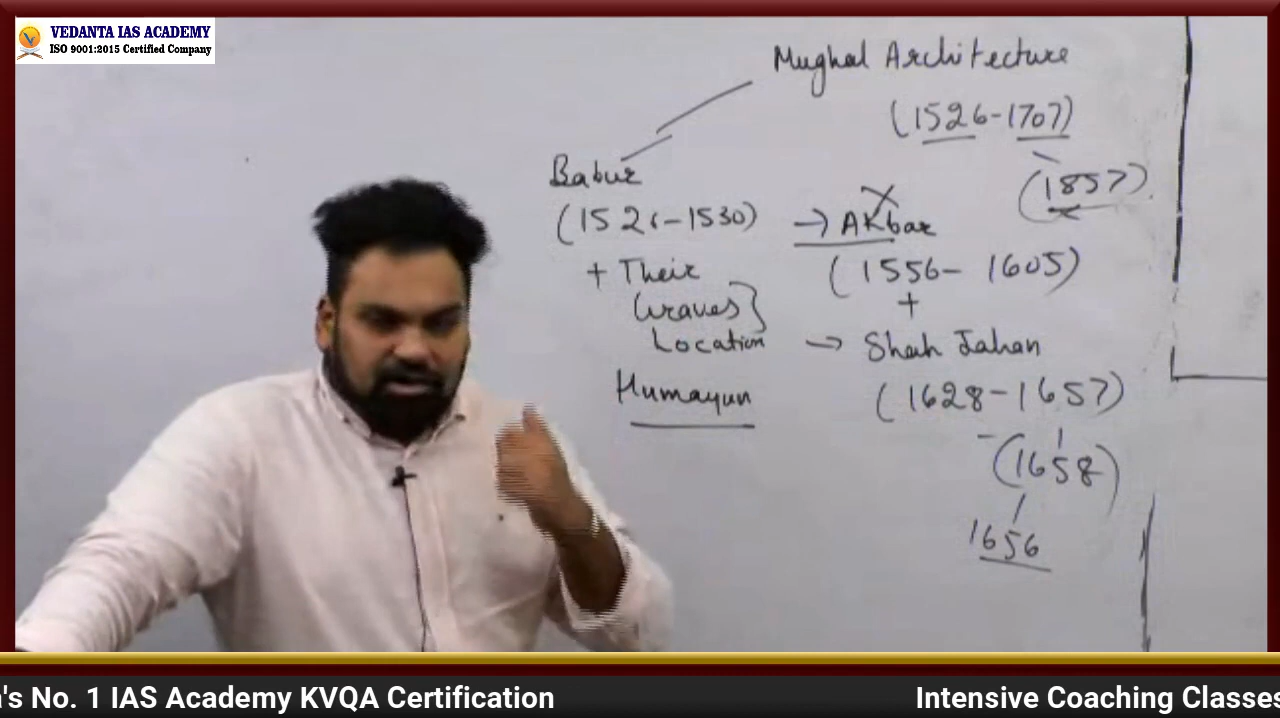 VEDANTA IAS ACADEMY
ISO 9001:2015 Certified Company
Mughal Architecture
(1526-1707)
(1857)
Babur
(1526-1530)
+ Their
Graves}
Location
Humayun
→ Akbar
(1556- 1605)
+
→ Shah Jahan
(1628-1657)
(1658)
1656
a's No. 1 IAS Academy KVQA Certification
Intensive Coaching Classes